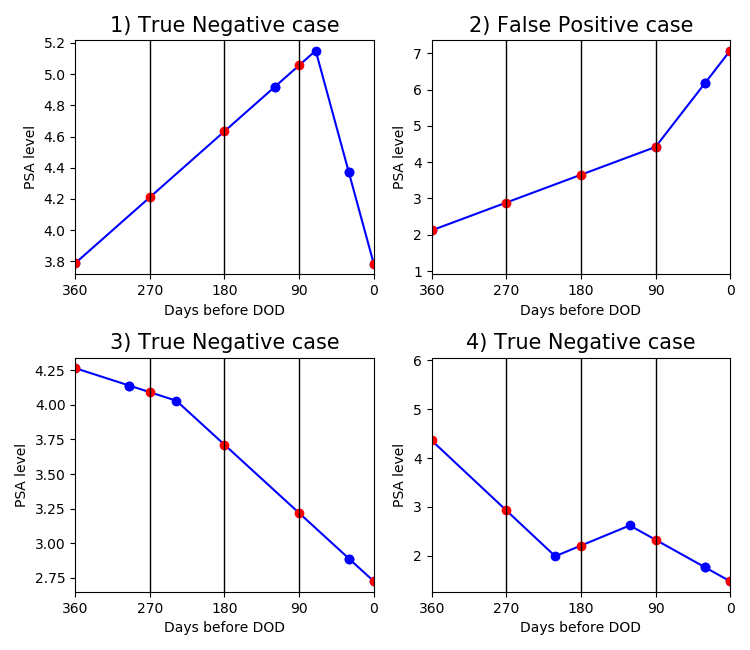 1) True Negative case
5.2
5.0
4.8
4.6
4.4
4.2
4.0
3.8
PSA level
360 270 180 90 0
Days before DOD
2) False Positive case
7
6
5
4
3
2
1
PSA level
360 270 180 90 0
Days before DOD
3) True Negative case
4.25
4.00
3.75
3.50
3.25
3.00
2.75
PSA level
360 270 180 90 0
Days before DOD
4) True Negative case
6
5
4
3
2
PSA level
360 270 180 90 0
Days before DOD